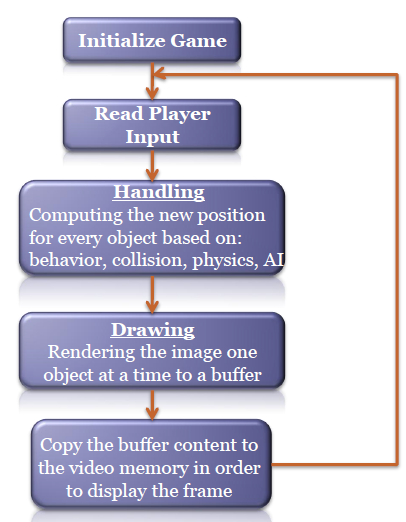 Initialize Game
Read Player
Input
Handling
Computing the new position
for every object based on:
behavior, collision, physics, AI
Drawing
Rendering the image one
object at a time to a buffer
Copy the buffer content to
the video memory in order
to display the frame